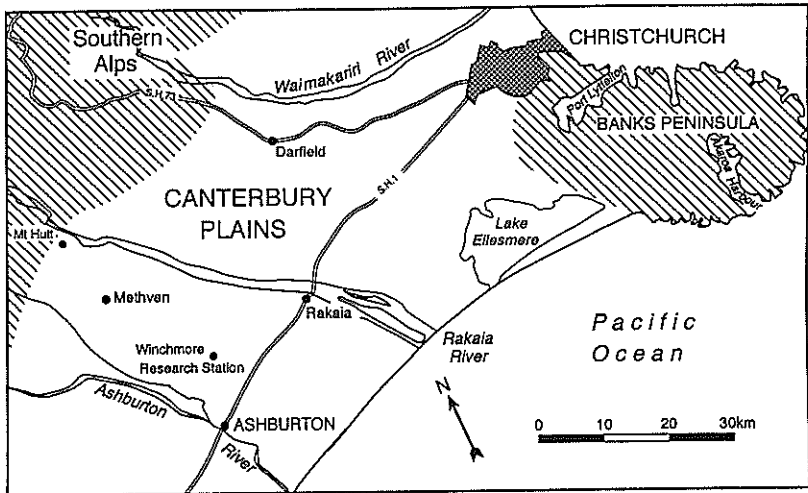 Southern
Alps
Waimakariri River
CHRISTCHURCH
S.H.73
Port Lyttelton
BANKS PENINSULA
Akaroa Harbour
Darfield
S.H.1
CANTERBURY
PLAINS
Mt Hutt
Lake
Ellesmere
Methven
Rakaia
Rakaia
River
Pacific
Ocean
Winchmore
Research Station
Ashburton
River
ASHBURTON
N
0 10 20 30km